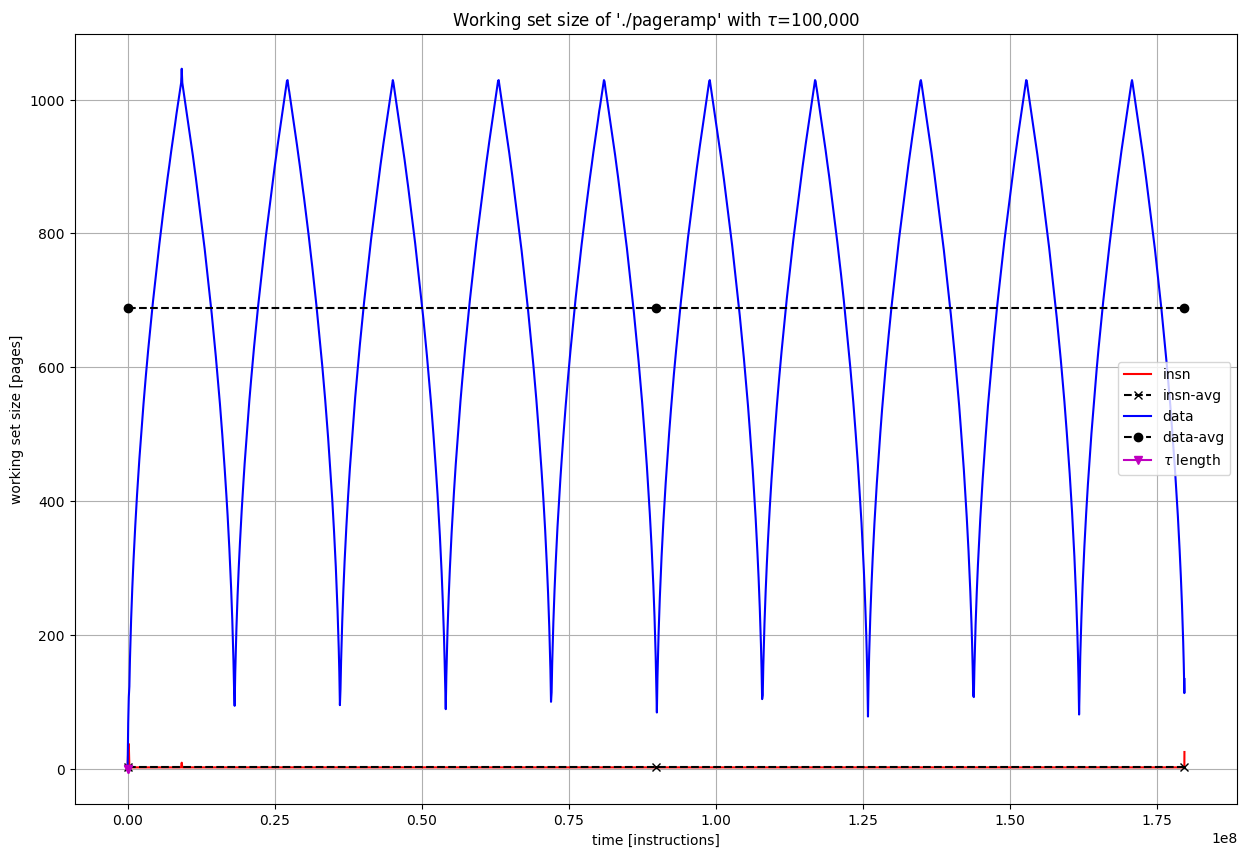 Working set size of './pageramp' with τ=100,000
working set size [pages]
1000
800
600
400
200
0
insn
insn-avg
data
data-avg
τ length
0.00 0.25 0.50 0.75 1.00 1.25 1.50 1.75
1e8
time [instructions]